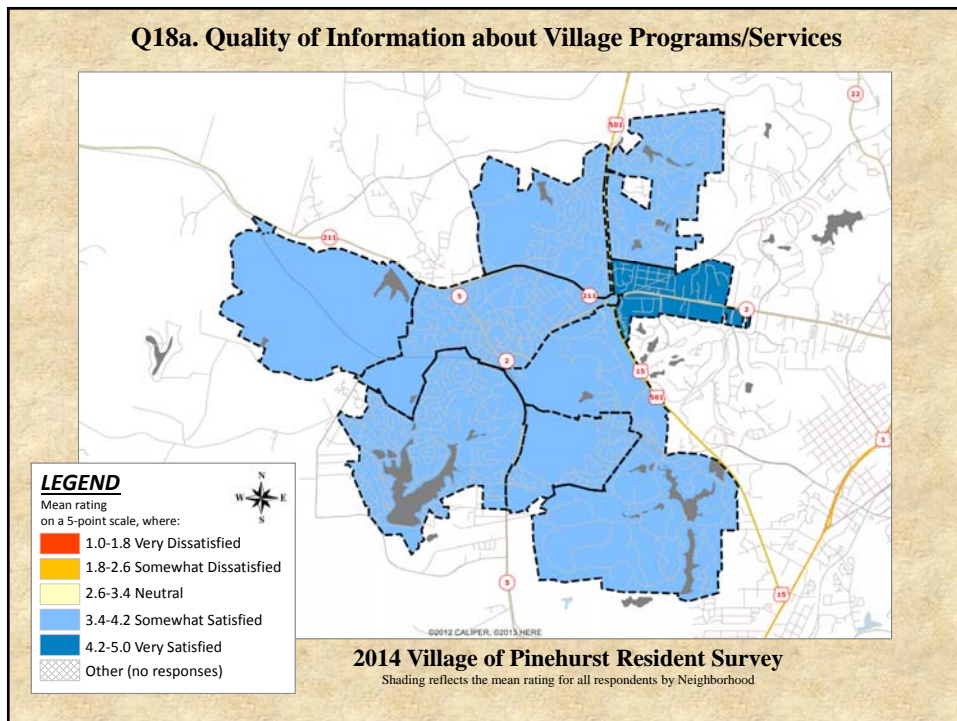 Q18a. Quality of Information about Village Programs/Services
501
22
211
5
211
2
2
15
501
1
5
15
LEGEND
Mean rating
on a 5-point scale, where:
N
W E
S
1.0-1.8 Very Dissatisfied
1.8-2.6 Somewhat Dissatisfied
2.6-3.4 Neutral
3.4-4.2 Somewhat Satisfied
4.2-5.0 Very Satisfied
Other (no responses)
©2012 CALIPER, ©2013 HERE
2014 Village of Pinehurst Resident Survey
Shading reflects the mean rating for all respondents by Neighborhood